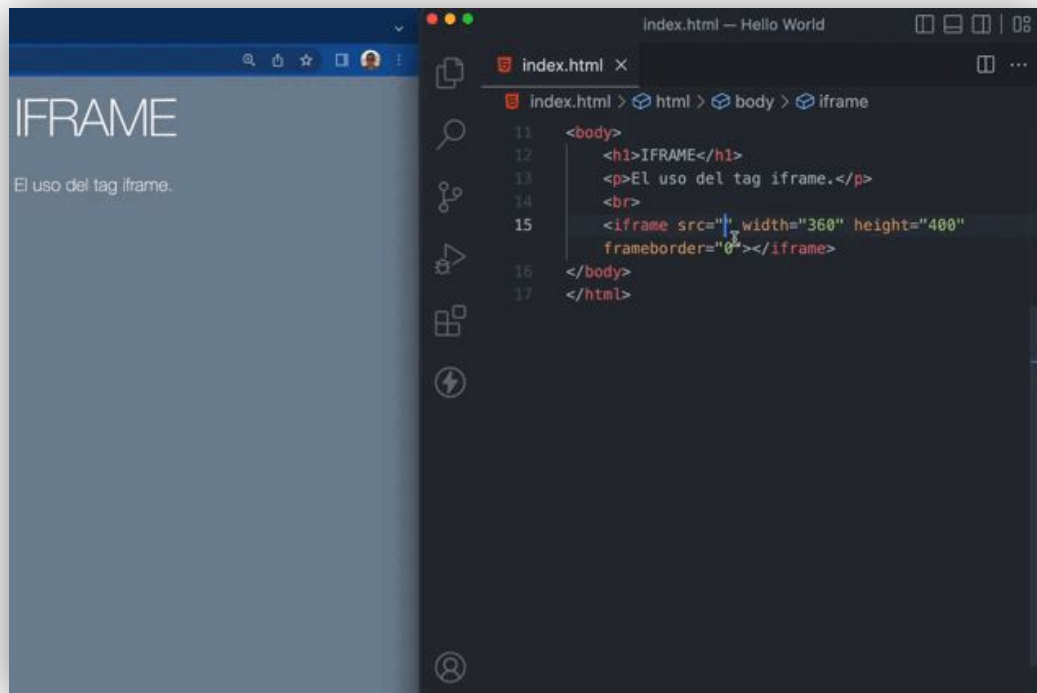 IFRAME
El uso del tag iframe.
index.html — Hello World
index.html
index.html > html > body > iframe
11 <body>
12 <h1>IFRAME</h1>
13 <p>El uso del tag iframe.</p>
14 <br>
15 <iframe src="" width="360" height="400"
frameborder="0"></iframe>
16 </body>
17 </html>